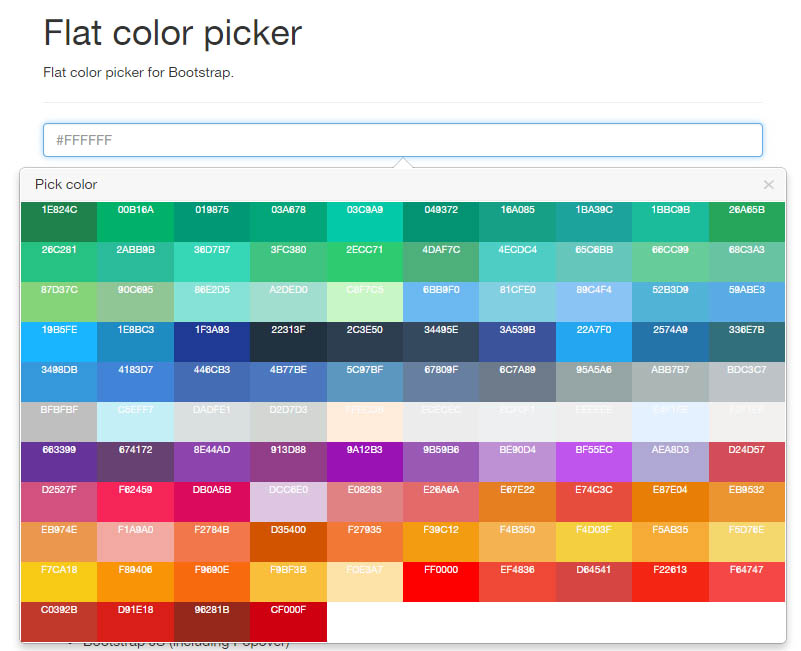 Flat color picker
Flat color picker for Bootstrap.
#FFFFFF
Pick color ×
1E824C 00B16A 019875 03A678 03C9A9 049372 16A085 1BA39C 1BBC9B 26A65B
26C281 2ABB9B 36D7B7 3FC380 2ECC71 4DAF7C 4ECDC4 65C6BB 66CC99 68C3A3
87D37C 90C695 86E2D5 A2DED0 C8F7C5 6BB9F0 81CFE0 89C4F4 52B3D9 59ABE3
19B5FE 1E8BC3 1F3A93 22313F 2C3E50 34495E 3A539B 22A7F0 2574A9 336E7B
3498DB 4183D7 446CB3 4B77BE 5C97BF 67809F 6C7A89 95A5A6 ABB7B7 BDC3C7
BFBFBF C5EFF7 DADFE1 D2D7D3 ECECEC EEEEEE
663399 674172 8E44AD 913D88 9A12B3 9B59B6 BE90D4 BF55EC AEA8D3 D24D57
D2527F F62459 DB0A5B DCC6E0 E08283 E26A6A E67E22 E74C3C E87E04 EB9532
EB974E F1A9A0 F2784B D35400 F27935 F39C12 F4B350 F4D03F F5AB35 F5D76E
F7CA18 F89406 F9690E F9BF3B FDE3A7 FF0000 EF4836 D64541 F22613 F64747
C0392B D91E18 96281B CF000F
Bootstrap JS (including Popover)